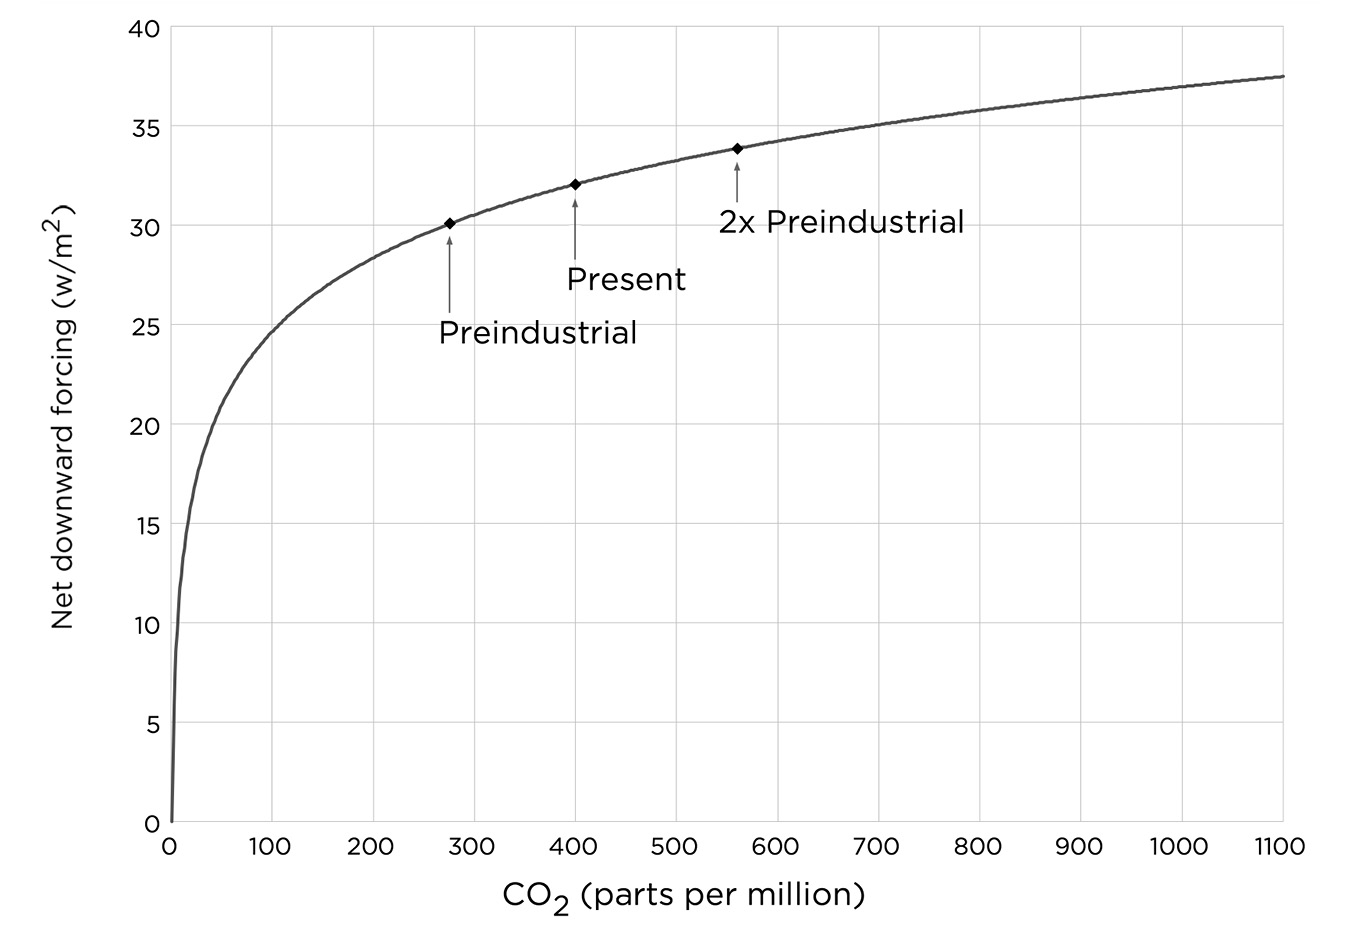 Net downward forcing (w/m²)
40
35
30
25
20
15
10
5
0
2x Preindustrial
Present
Preindustrial
0 100 200 300 400 500 600 700 800 900 1000 1100
CO₂ (parts per million)